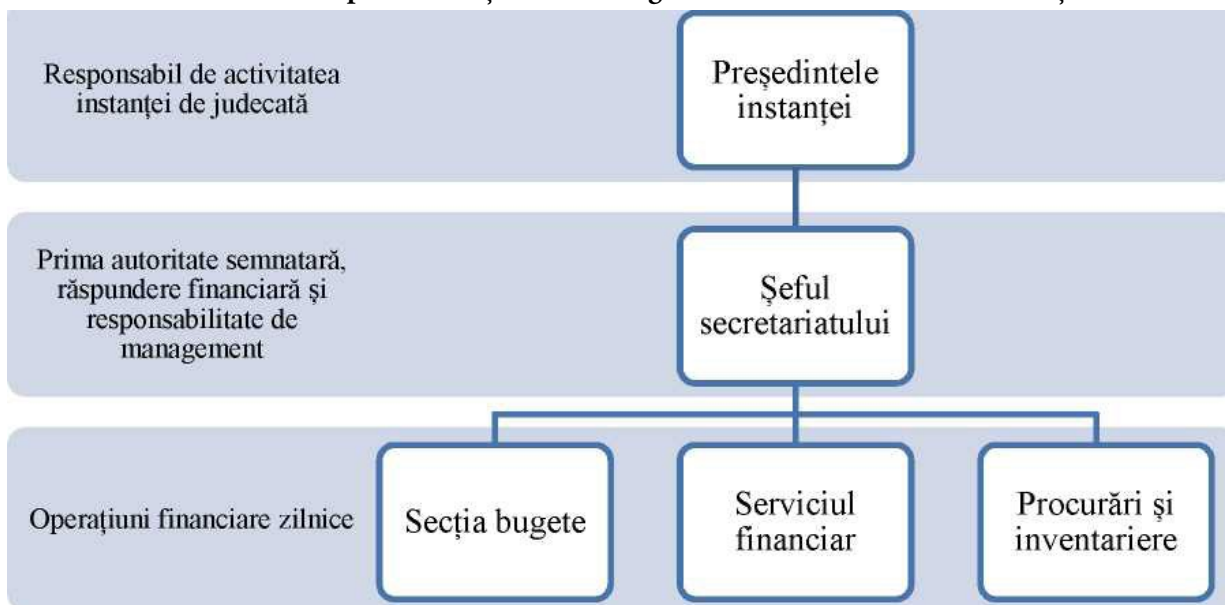 Responsabil de activitatea
instanței de judecată
Președintele
instanței
Prima autoritate semnatară,
răspundere financiară și
responsabilitate de
management
Șeful
secretariatului
Operațiuni financiare zilnice
Secția bugete
Serviciul
financiar
Procurări și
inventariere